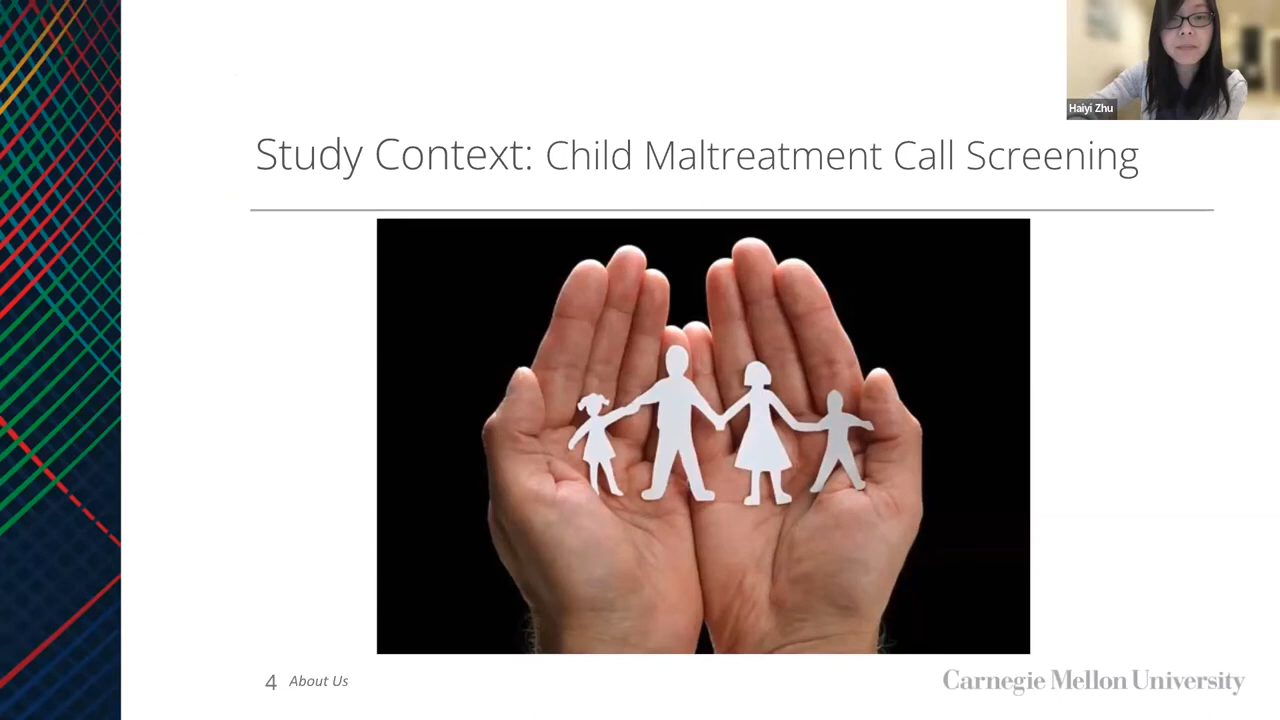 Haiyi Zhu
Study Context: Child Maltreatment Call Screening
4 About Us
Carnegie Mellon University